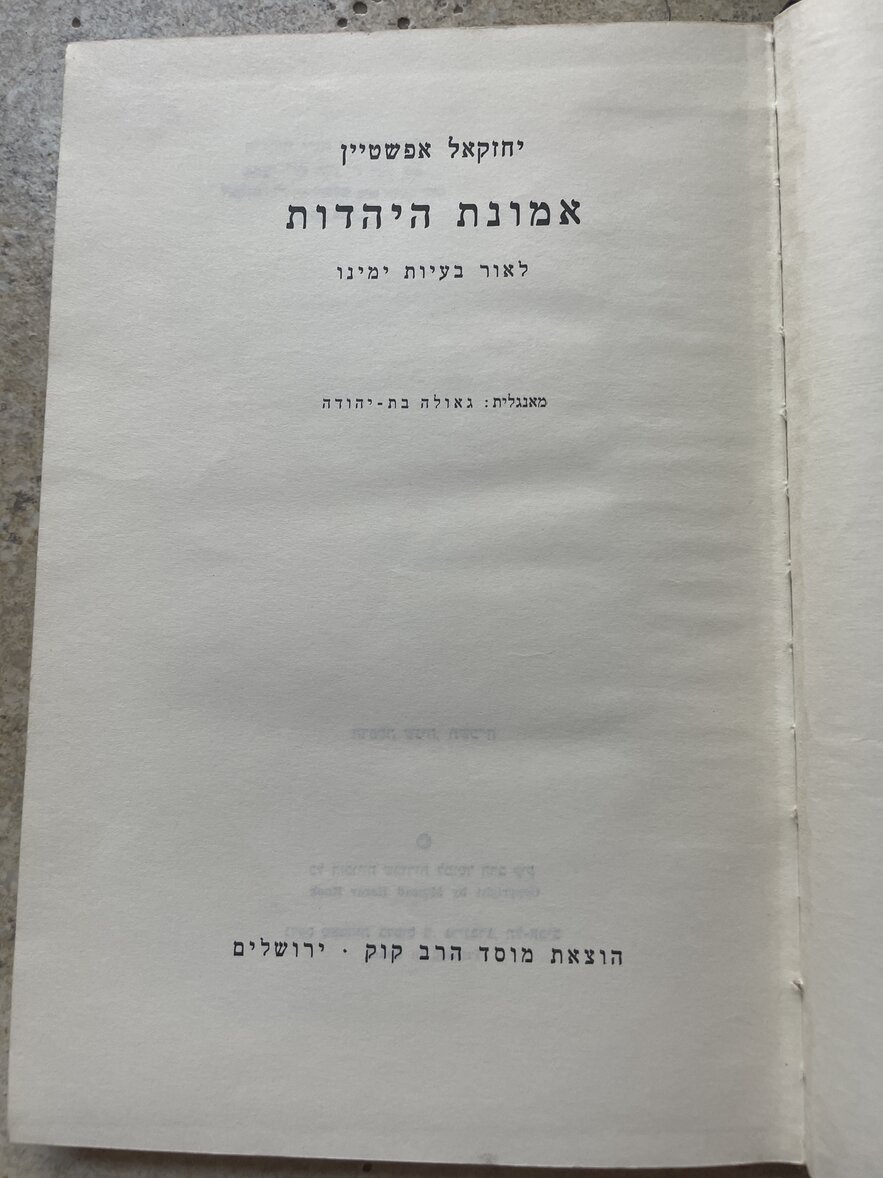 יחזקאל אפשטיין
אמונת היהדות
לאור בעיות ימינו
מאנגלית: גאולה בת-יהודה
הוצאת מוסד הרב קוק · ירושלים